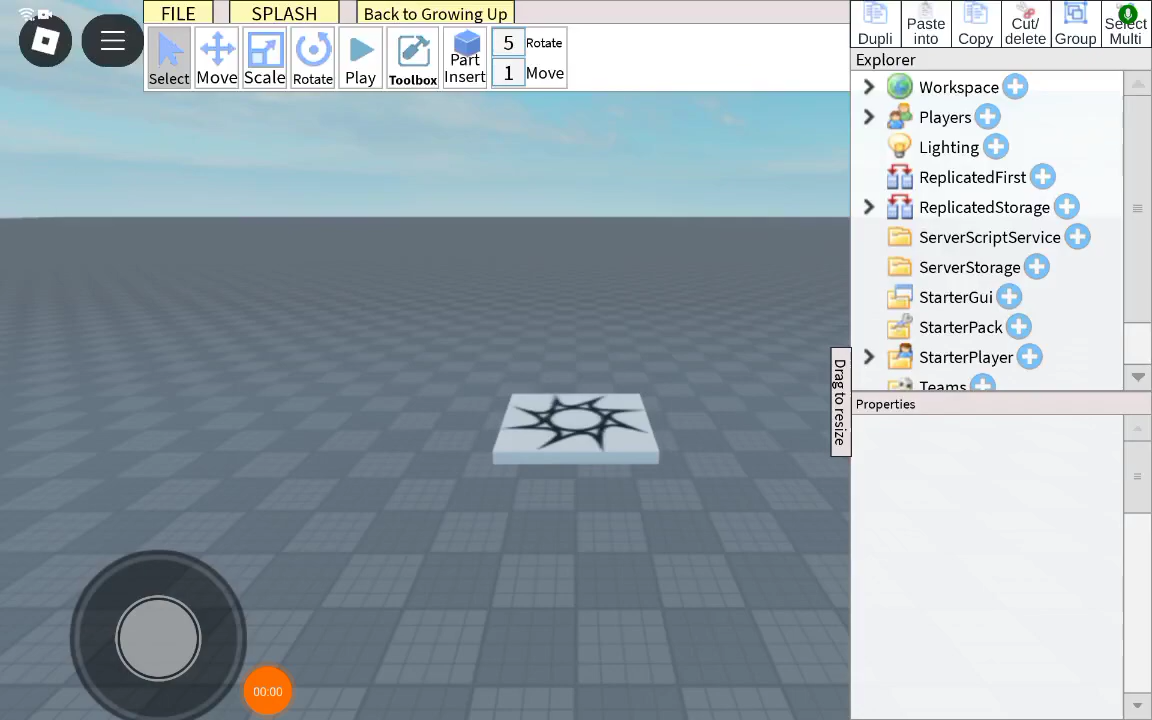 FILE
SPLASH
Back to Growing Up
Select
Move
Scale
Rotate
Play
Toolbox
Part
Insert
5 Rotate
1 Move
Dupli
Paste
into
Copy
Cut/
delete
Group
Select
Multi
Explorer
Workspace
Players
Lighting
ReplicatedFirst
ReplicatedStorage
ServerScriptService
ServerStorage
StarterGui
StarterPack
StarterPlayer
Teams
Drag to resize
Properties
00:00